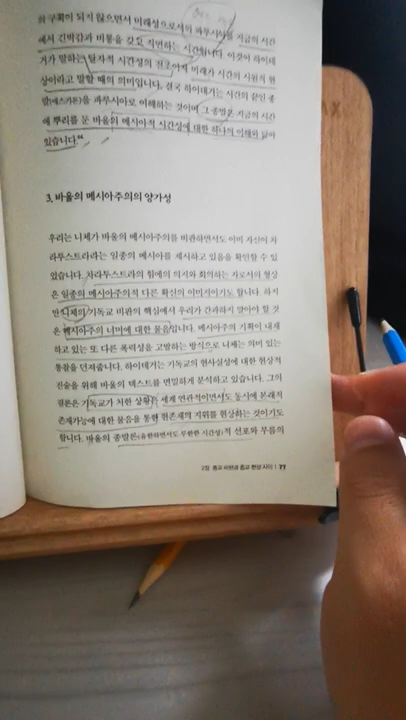 의 구획이 되지 않으면서 미래성으로서의 파루시아를 지금의 시간
에서 긴박감과 비통을 갖고 직면하는 시간입니다. 이것이 하이데
거가 말하는 탈자적 시간성의 전조이자 미래가 시간의 시원적 현
상이라고 말할 때의 의미입니다. 결국 하이데거는 시간의 끝인 종
말(에스카톤)을 파루시아로 이해하는 것이며 그 종말은 지금의 시간
에 뿌리를 둔 바울의 메시아적 시간성에 대한 하나의 이해와 닿아
있습니다.
3. 바울의 메시아주의의 양가성
우리는 니체가 바울의 메시아주의를 비판하면서도 이미 자신이 차
라투스트라라는 일종의 메시아를 제시하고 있음을 확인할 수 있
었습니다. 차라투스트라의 힘에의 의지와 회의하는 자로서의 형상
은 일종의 메시아주의적 다른 확신의 이미지이기도 합니다. 하지
만 니체의 기독교 비판의 핵심에서 우리가 간과하지 말아야 할 것
은 메시아주의 너머에 대한 물음입니다. 메시아주의 기획이 내재
하고 있는 또 다른 폭력성을 고발하는 방식으로 니체는 의미 있는
통찰을 던져줍니다. 하이데거는 기독교의 현사실성에 대한 현상적
진술을 위해 바울의 텍스트를 면밀하게 분석하고 있습니다. 그의
결론은 기독교가 처한 상황이 세계 연관적이면서도 동시에 본래적
존재가능에 대한 물음을 통해 현존재의 지위를 현상하는 것이기도
합니다. 바울의 종말론(유한하면서도 무한한 시간성)적 선포와 부름의
2장 종교 비판과 종교 현상 사이 | 77